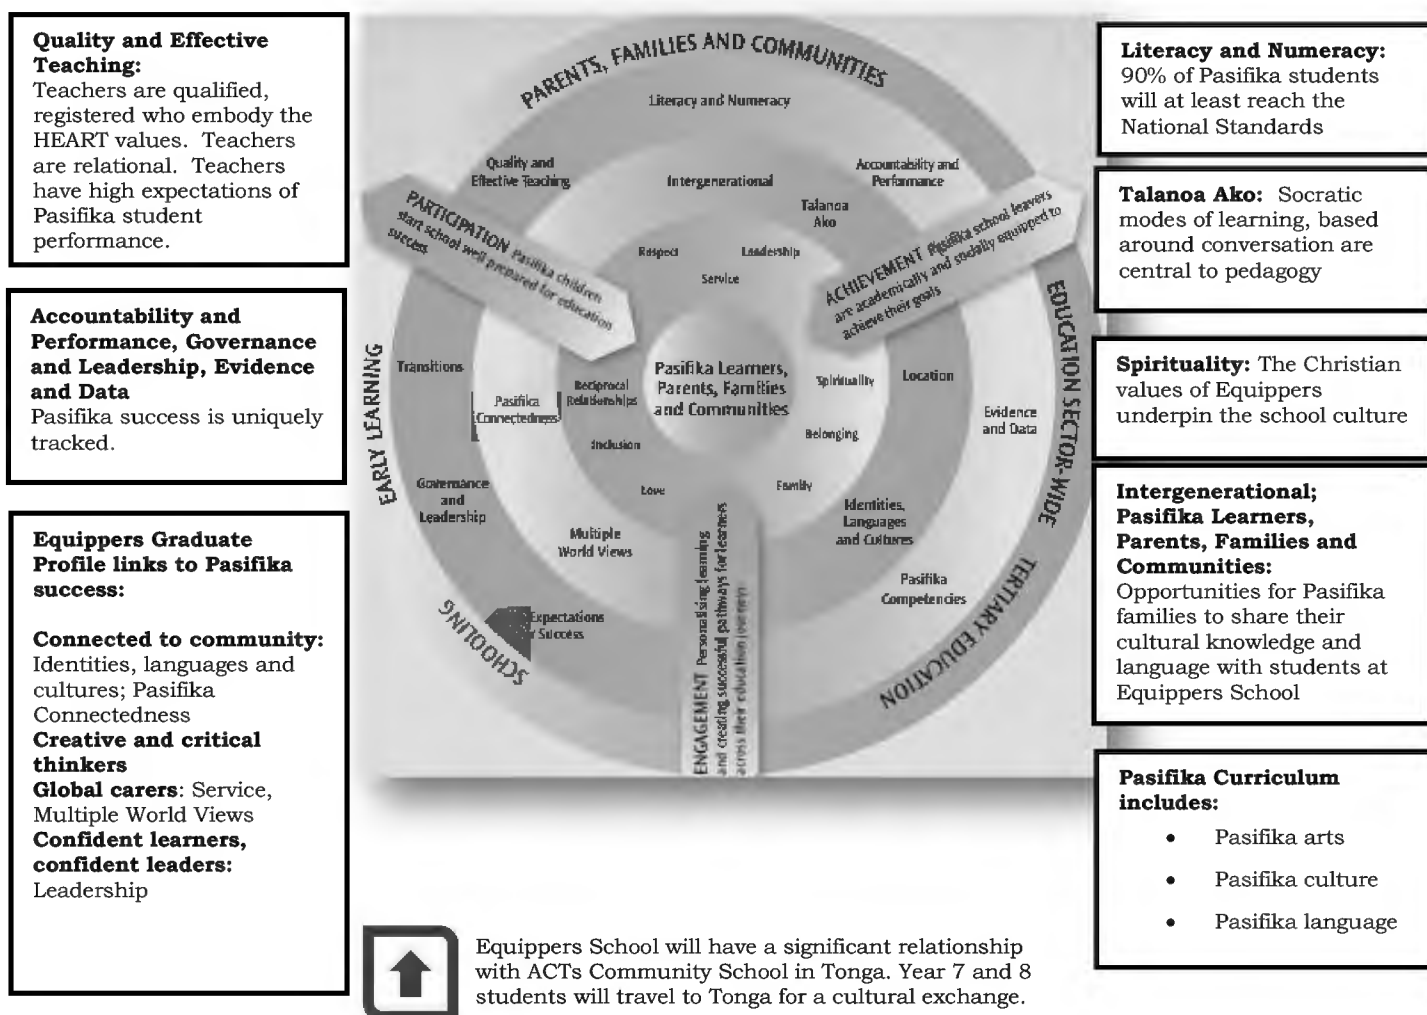 Quality and Effective
Teaching:
Teachers are qualified,
registered who embody the
HEART values.  Teachers
are relational.  Teachers
have high expectations of
Pasifika student
performance.
Accountability and
Performance, Governance
and Leadership, Evidence
and Data
Pasifika success is uniquely
tracked.
Equippers Graduate
Profile links to Pasifika
success:
Connected to community:
Identities, languages and
cultures; Pasifika
Connectedness
Creative and critical
thinkers
Global carers: Service,
Multiple World Views
Confident learners,
confident leaders:
Leadership
PARENTS, FAMILIES AND COMMUNITIES
Literacy and Numeracy
Quality and
Effective Teaching
Intergenerational
Accountability and
Performance
Talanoa
Ako
PARTICIPATION Pasifika children
start school well prepared for education
success
Respect
Leadership
Service
ACHIEVEMENT Pasifika school leavers
are academically and socially equipped to
achieve their goals
EARLY LEARNING
Transitions
Pasifika
Connectedness
Reciprocal
Relationships
Pasifika Learners,
Parents, Families
and Communities
Spirituality
Location
Evidence
and Data
EDUCATION SECTOR-WIDE
Inclusion
Belonging
Love
Family
Governance
and
Leadership
Multiple
World Views
Identities,
Languages
and Cultures
Pasifika
Competencies
Expectations
Success
SCHOOLING
TERTIARY EDUCATION
ENGAGEMENT Personalising learning
and creating successful pathways for learners
across their education journeys
Literacy and Numeracy:
90% of Pasifika students
will at least reach the
National Standards
Talanoa Ako:  Socratic
modes of learning, based
around conversation are
central to pedagogy
Spirituality: The Christian
values of Equippers
underpin the school culture
Intergenerational;
Pasifika Learners,
Parents, Families and
Communities:
Opportunities for Pasifika
families to share their
cultural knowledge and
language with students at
Equippers School
Pasifika Curriculum
includes:
• Pasifika arts
• Pasifika culture
• Pasifika language
Equippers School will have a significant relationship
with ACTs Community School in Tonga. Year 7 and 8
students will travel to Tonga for a cultural exchange.